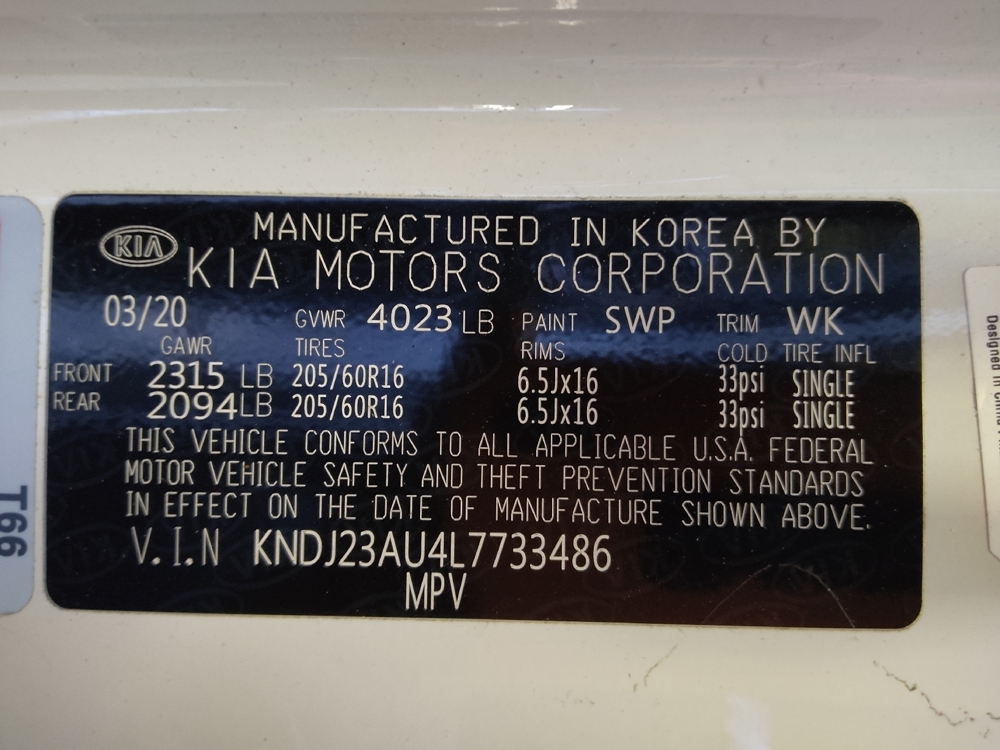 MANUFACTURED IN KOREA BY
KIA KIA MOTORS CORPORATION
03/20 GVWR 4023 LB PAINT SWP TRIM WK
GAWR TIRES RIMS COLD TIRE INFL
FRONT 2315 LB 205/60R16 6.5Jx16 33psi SINGLE
REAR 2094LB 205/60R16 6.5Jx16 33psi SINGLE
THIS VEHICLE CONFORMS TO ALL APPLICABLE U.S.A. FEDERAL
MOTOR VEHICLE SAFETY AND THEFT PREVENTION STANDARDS
IN EFFECT ON THE DATE OF MANUFACTURE SHOWN ABOVE.
V.I.N KNDJ23AU4L7733486
MPV
T66
Designed in